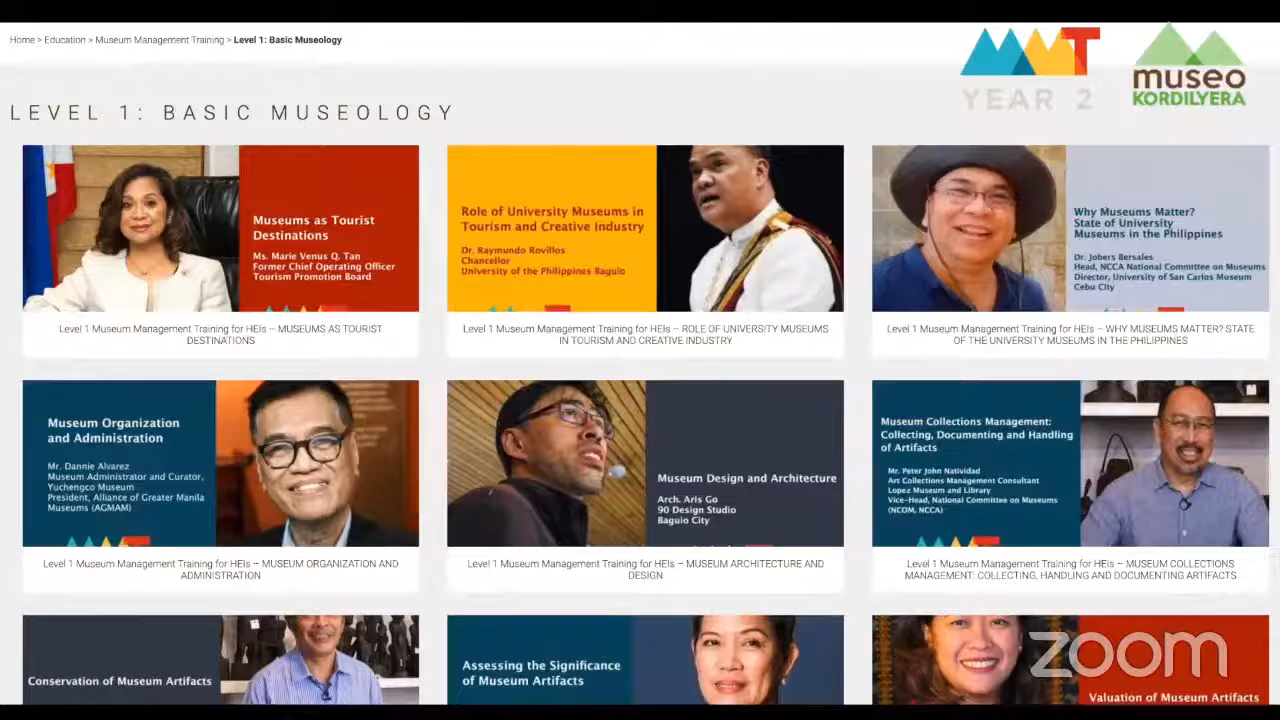 Home > Education > Museum Management Training > Level 1: Basic Museology
MMT
YEAR 2
museo
KORDILYERA
LEVEL 1: BASIC MUSEOLOGY
Museums as Tourist
Destinations
Ms. Marie Venus Q. Tan
Former Chief Operating Officer
Tourism Promotion Board
Level 1 Museum Management Training for HEIs – MUSEUMS AS TOURIST
DESTINATIONS
Role of University Museums in
Tourism and Creative Industry
Dr. Raymundo Rovillos
Chancellor
University of the Philippines Baguio
Level 1 Museum Management Training for HEIs – ROLE OF UNIVERSITY MUSEUMS
IN TOURISM AND CREATIVE INDUSTRY
Why Museums Matter?
State of University
Museums in the Philippines
Dr. Jobers Bersales
Head, NCCA National Committee on Museums
Director, University of San Carlos Museum
Cebu City
Level 1 Museum Management Training for HEIs – WHY MUSEUMS MATTER? STATE
OF THE UNIVERSITY MUSEUMS IN THE PHILIPPINES
Museum Organization
and Administration
Mr. Dannie Alvarez
Museum Administrator and Curator,
Yuchengco Museum
President, Alliance of Greater Manila
Museums (AGMAM)
Level 1 Museum Management Training for HEIs – MUSEUM ORGANIZATION AND
ADMINISTRATION
Museum Design and Architecture
Arch. Aris Go
90 Design Studio
Baguio City
Level 1 Museum Management Training for HEIs – MUSEUM ARCHITECTURE AND
DESIGN
Museum Collections Management:
Collecting, Documenting and Handling
of Artifacts
Mr. Peter John Natividad
Art Collections Management Consultant
Lopez Museum and Library
Vice-Head, National Committee on Museums
(NCOM, NCCA)
Level 1 Museum Management Training for HEIs – MUSEUM COLLECTIONS
MANAGEMENT: COLLECTING, HANDLING AND DOCUMENTING ARTIFACTS
Conservation of Museum Artifacts
Assessing the Significance
of Museum Artifacts
zoom
Valuation of Museum Artifacts